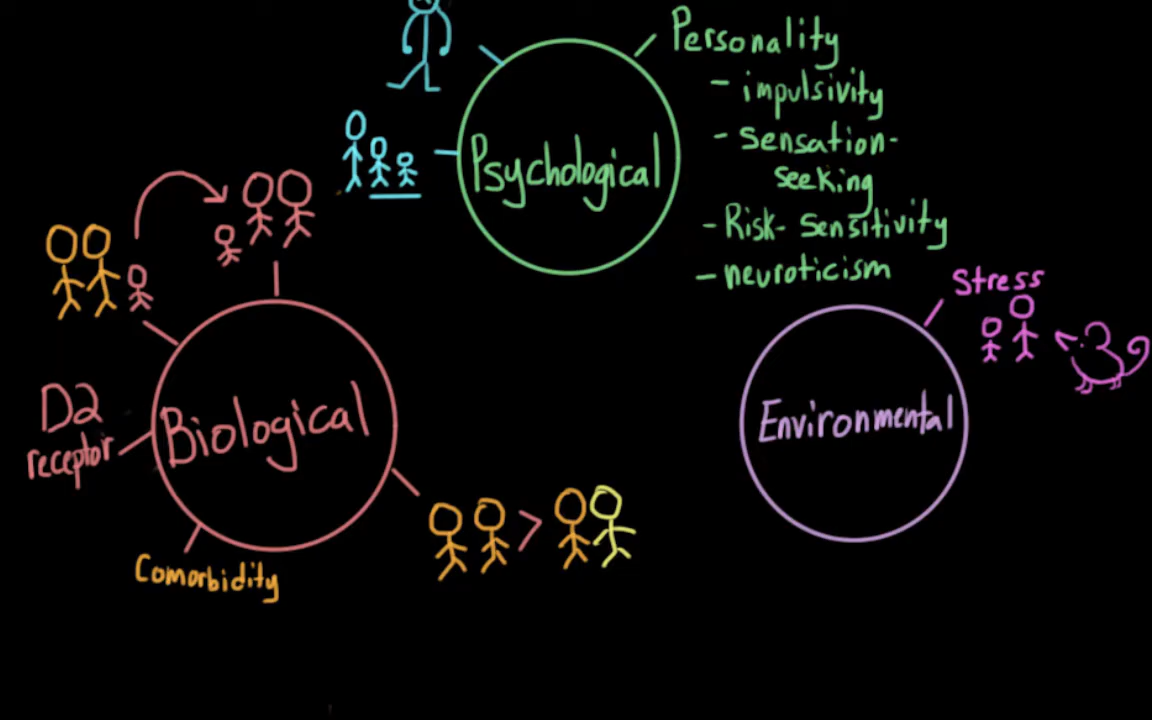 Personality
- impulsivity
- Sensation-
seeking
- Risk- Sensitivity
- neuroticism
Psychological
Stress
Environmental
D2
receptor
Biological
>
Comorbidity